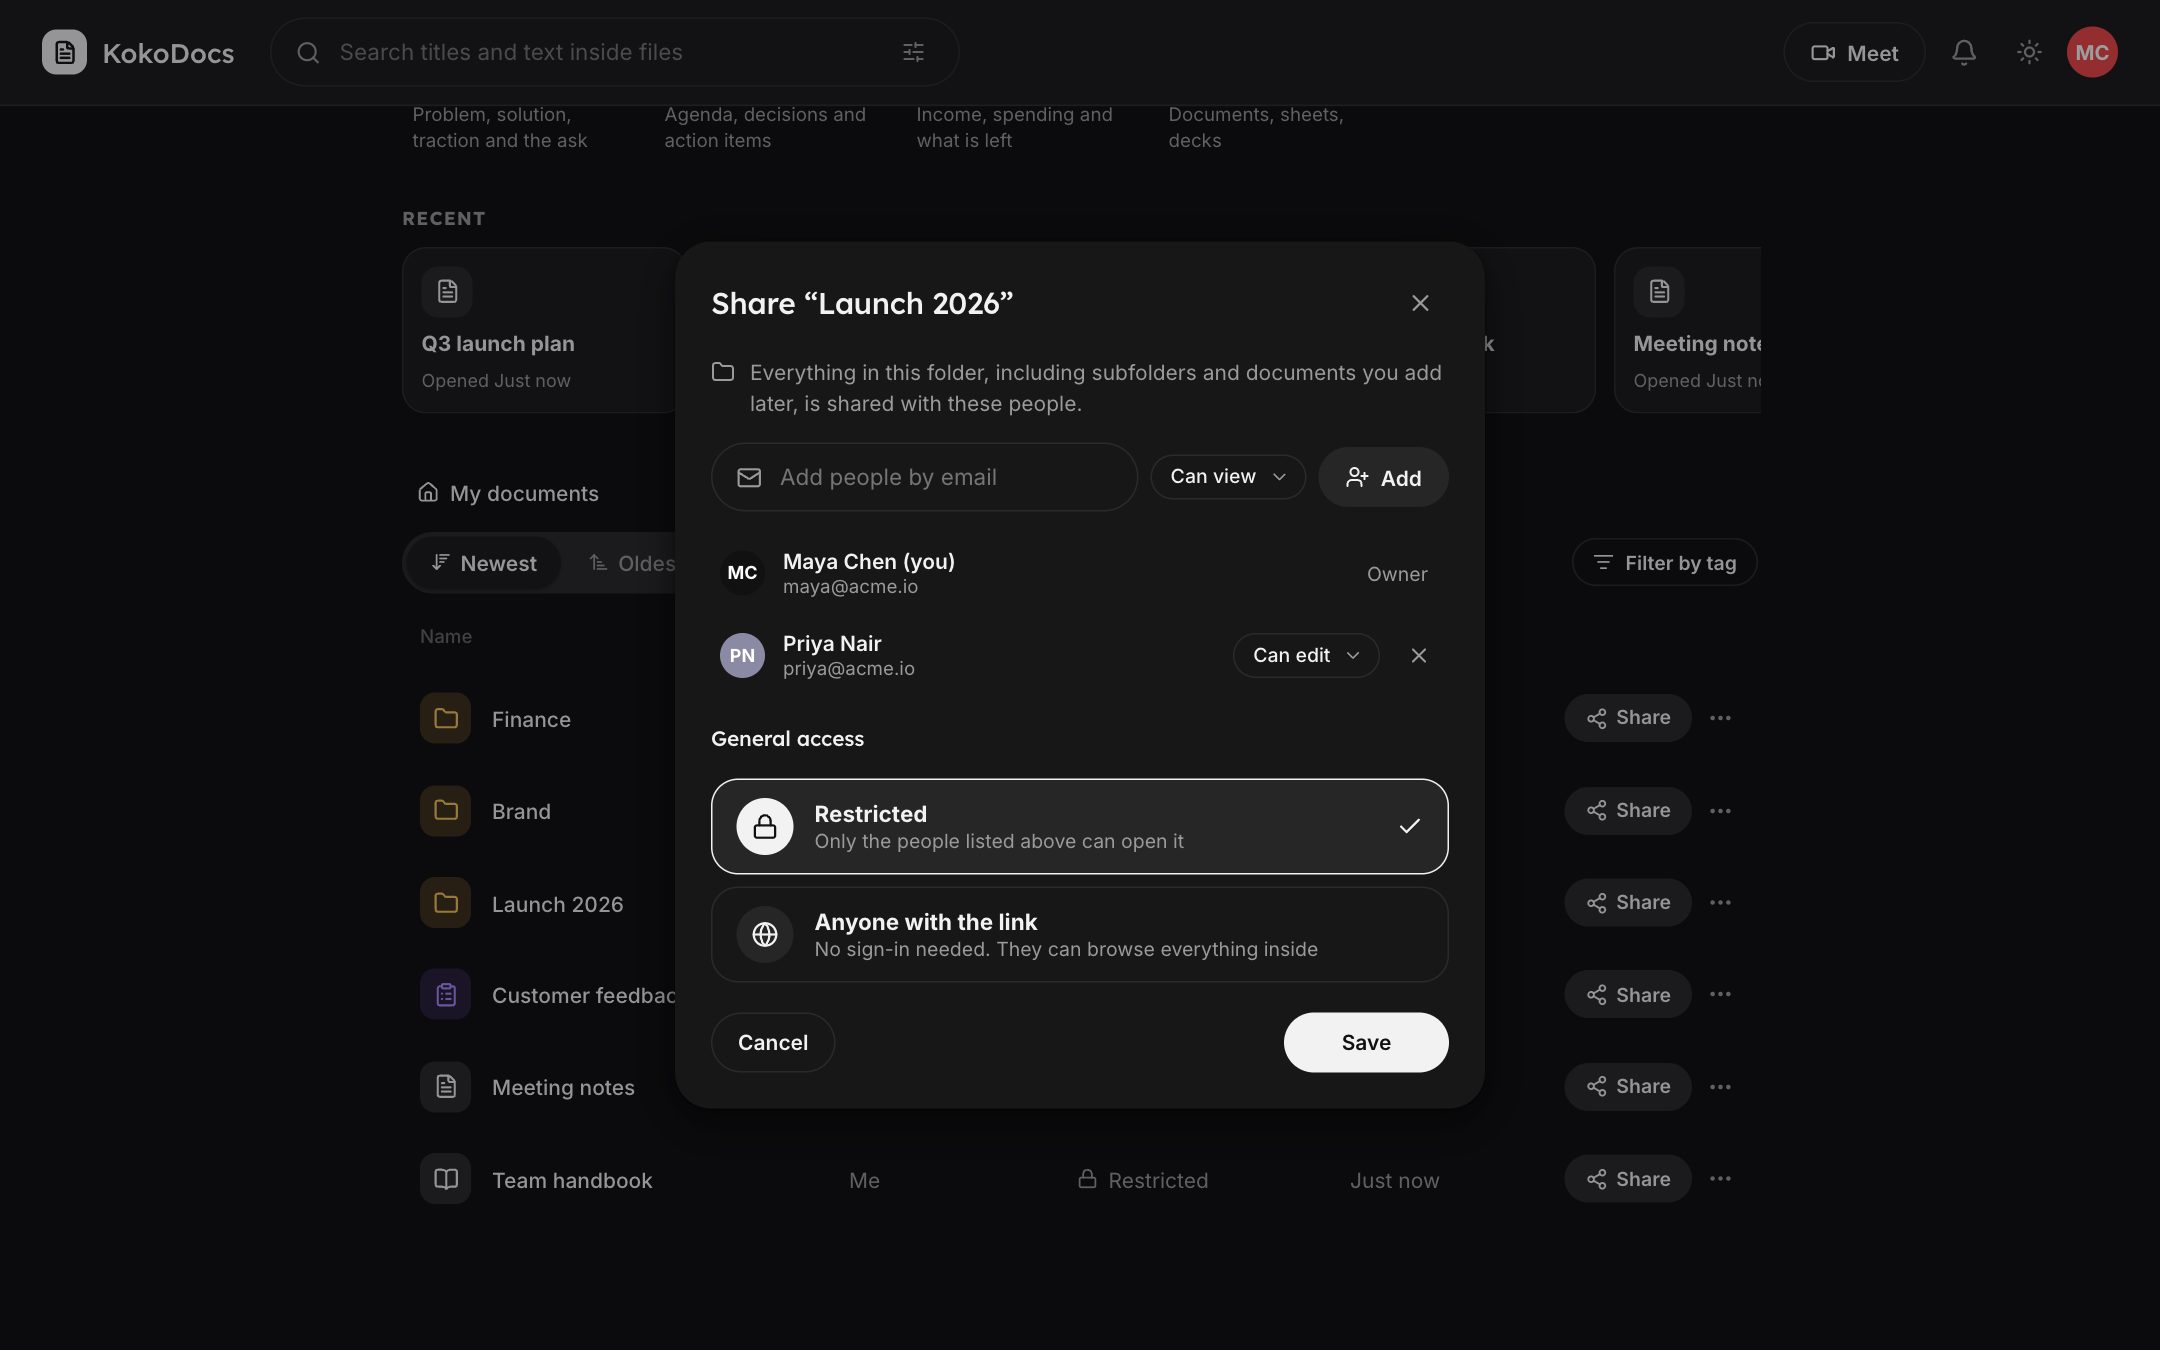 KokoDocs
Search titles and text inside files
Meet
MC
Problem, solution,
traction and the ask
Agenda, decisions and
action items
Income, spending and
what is left
Documents, sheets,
decks
RECENT
Q3 launch plan
Opened Just now
k
Meeting note
Opened Just n
My documents
Newest
Oldes
Filter by tag
Name
Finance
Share
Brand
Share
Launch 2026
Share
Customer feedbac
Share
Meeting notes
Share
Team handbook
Me
Restricted
Just now
Share
Share “Launch 2026”
Everything in this folder, including subfolders and documents you add
later, is shared with these people.
Add people by email
Can view
Add
MC
Maya Chen (you)
maya@acme.io
Owner
PN
Priya Nair
priya@acme.io
Can edit
General access
Restricted
Only the people listed above can open it
Anyone with the link
No sign-in needed. They can browse everything inside
Cancel
Save